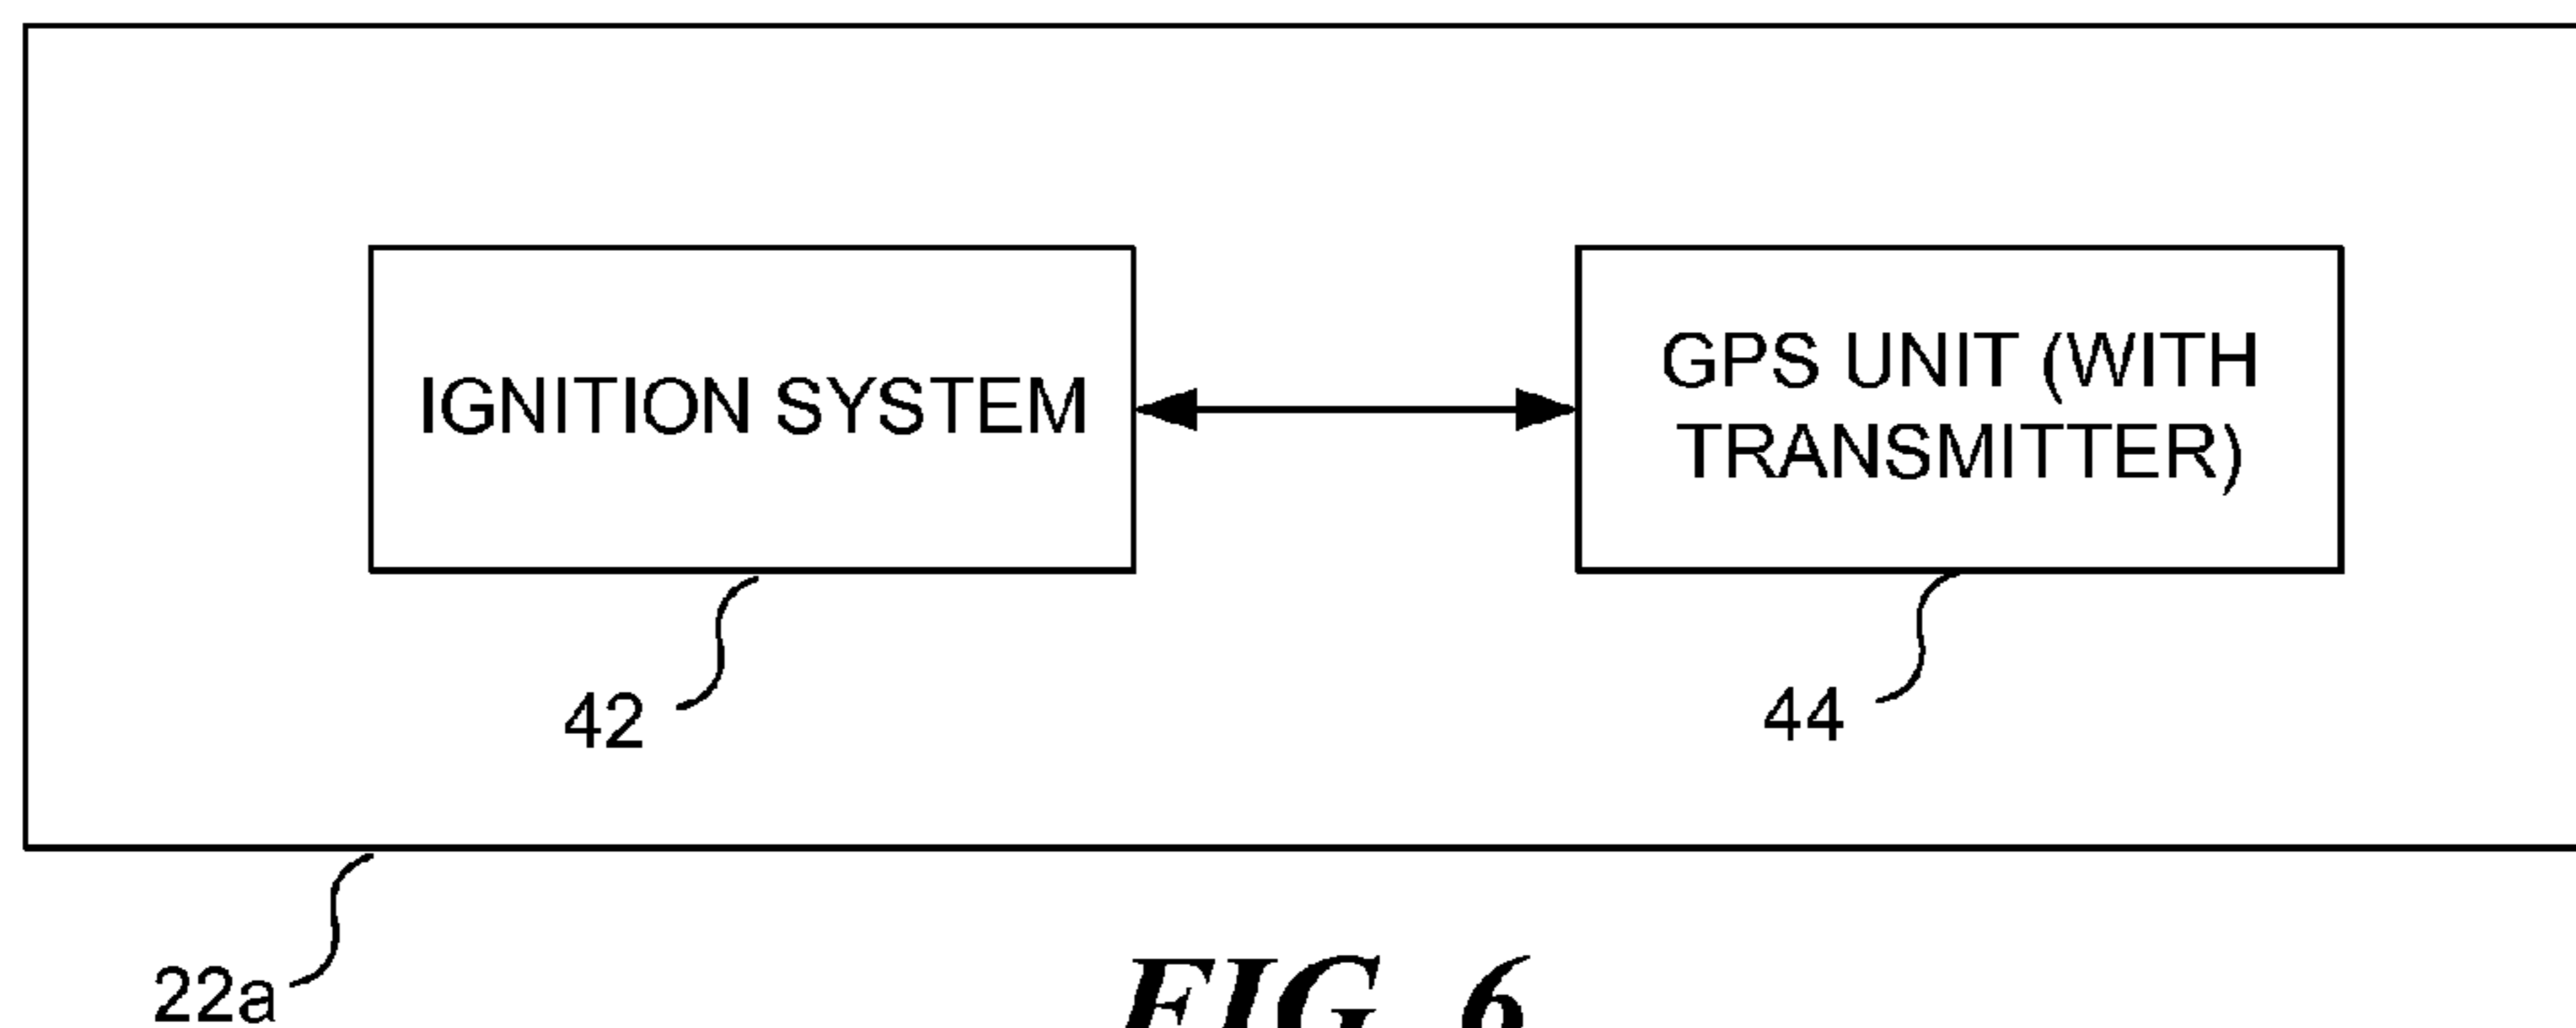 IGNITION SYSTEM
GPS UNIT (WITH
TRANSMITTER)
42
44
22a
FIG. 6